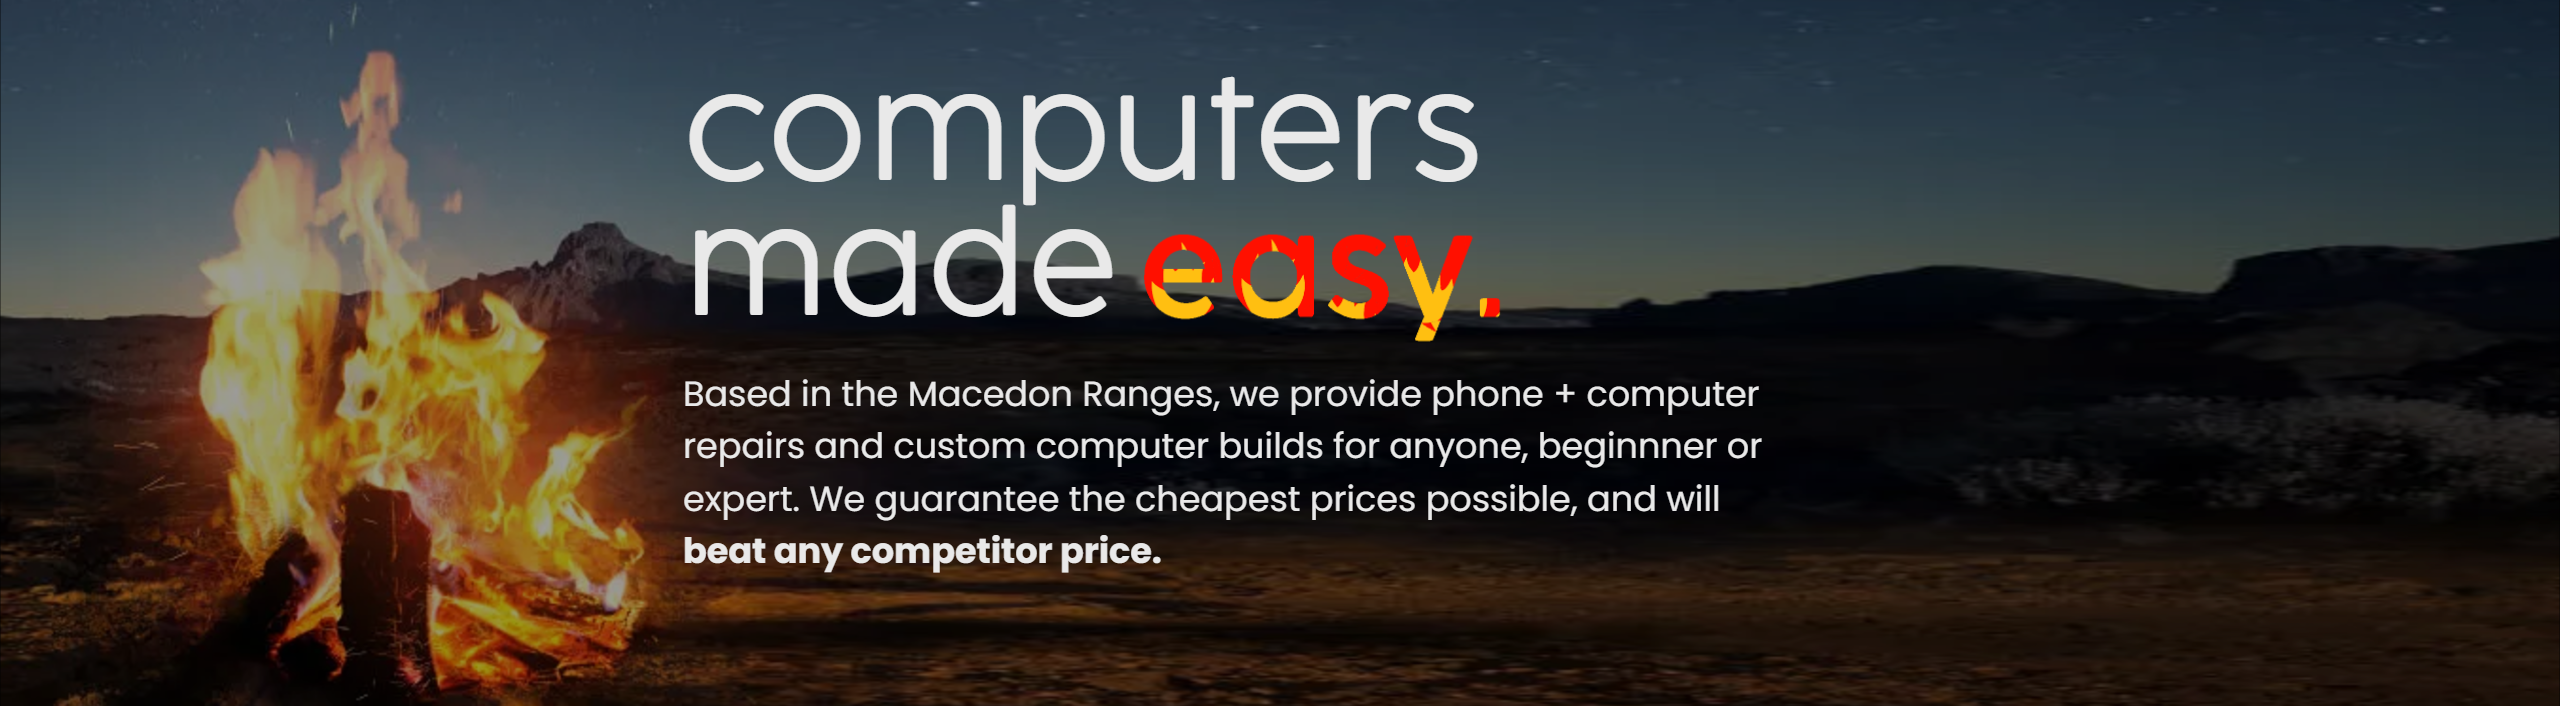 computers
made easy.
Based in the Macedon Ranges, we provide phone + computer
repairs and custom computer builds for anyone, beginnner or
expert. We guarantee the cheapest prices possible, and will
beat any competitor price.